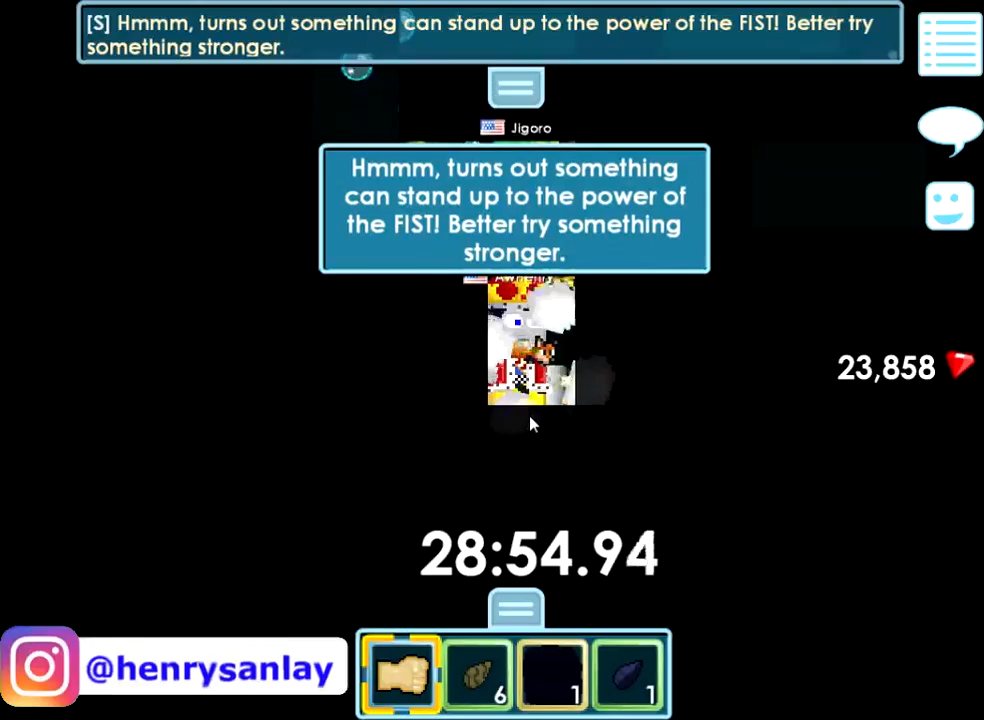 [S] Hmmm, turns out something can stand up to the power of the FIST! Better try
something stronger.
Jigoro
Hmmm, turns out something
can stand up to the power of
the FIST! Better try something
stronger.
AwHenry
23,858
28:54.94
6
1
1
@henrysanlay